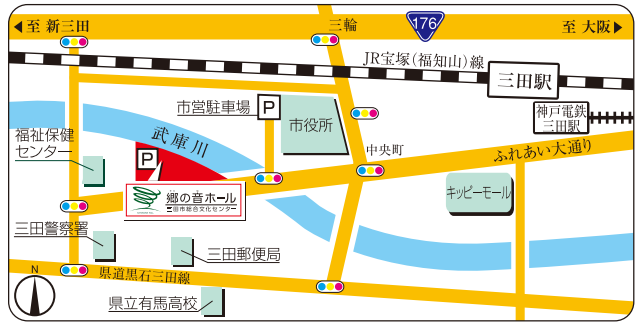 至 新三田
三輪
176
至 大阪
JR宝塚(福知山)線
三田駅
神戸電鉄
三田駅
市営駐車場
P
市役所
中央町
ふれあい大通り
福祉保健
センター
武庫川
P
郷の音ホール
三田市総合文化センター
キッピーモール
三田警察署
三田郵便局
N
県道黒石三田線
県立有馬高校